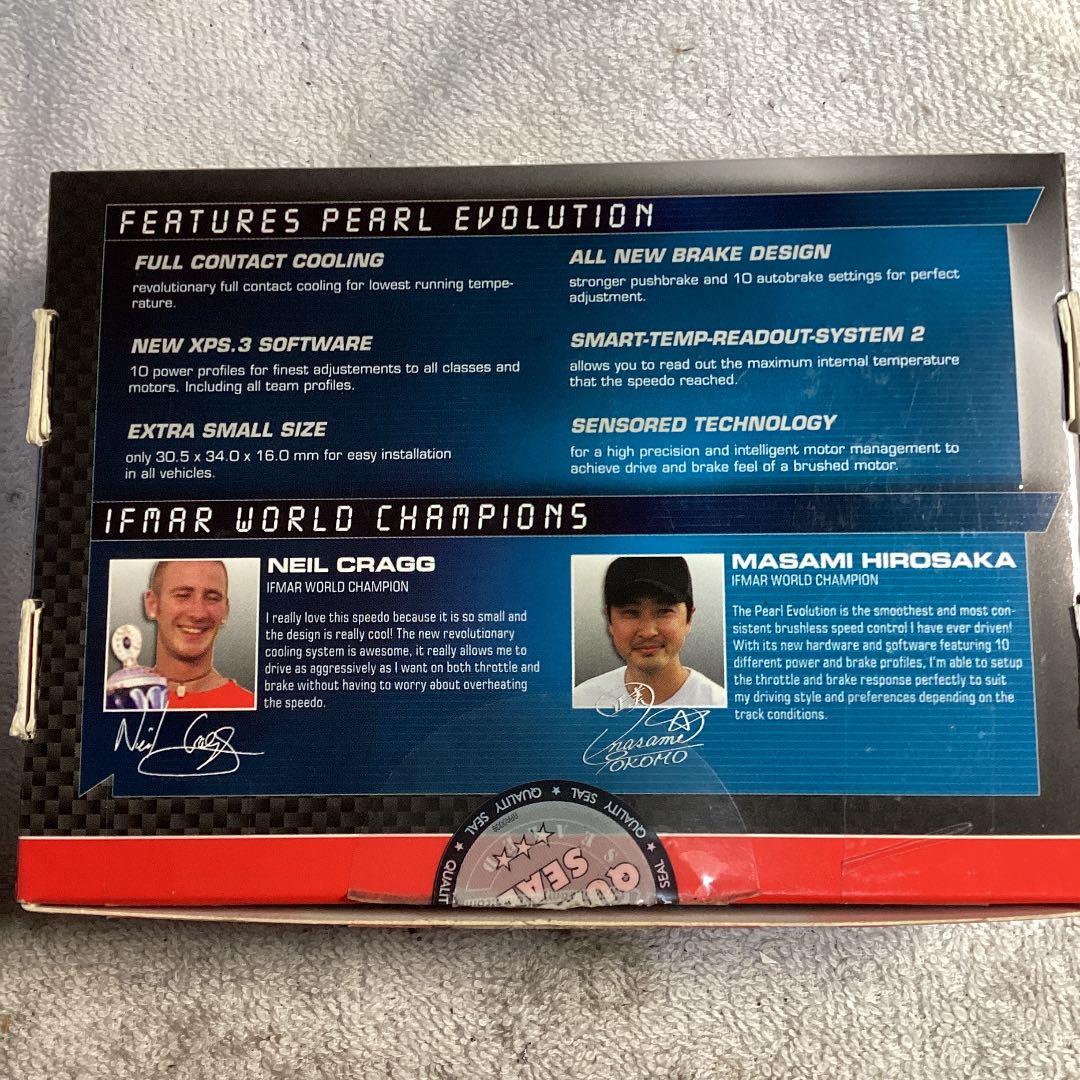 FEATURES PEARL EVOLUTION
FULL CONTACT COOLING
revolutionary full contact cooling for lowest running tempe-
rature.
NEW XPS.3 SOFTWARE
10 power profiles for finest adjustements to all classes and
motors. Including all team profiles.
EXTRA SMALL SIZE
only 30.5 x 34.0 x 16.0 mm for easy installation
in all vehicles.
ALL NEW BRAKE DESIGN
stronger pushbrake and 10 autobrake settings for perfect
adjustment.
SMART-TEMP-READOUT-SYSTEM 2
allows you to read out the maximum internal temperature
that the speedo reached.
SENSORED TECHNOLOGY
for a high precision and intelligent motor management to
achieve drive and brake feel of a brushed motor.
IFMAR WORLD CHAMPIONS
NEIL CRAGG
IFMAR WORLD CHAMPION
I really love this speedo because it is so small and
the design is really cool! The new revolutionary
cooling system is awesome, it really allows me to
drive as aggressively as I want on both throttle and
brake without having to worry about overheating
the speedo.
Neil Cragg
MASAMI HIROSAKA
IFMAR WORLD CHAMPION
The Pearl Evolution is the smoothest and most con-
sistent brushless speed control I have ever driven!
With its new hardware and software featuring 10
different power and brake profiles, I'm able to setup
the throttle and brake response perfectly to suit
my driving style and preferences depending on the
track conditions.
masami
YOKOMO
QUALIT ★ SEAL QUALITY ★ SEAL QUALITY ★ SEAL
QU
SEAL